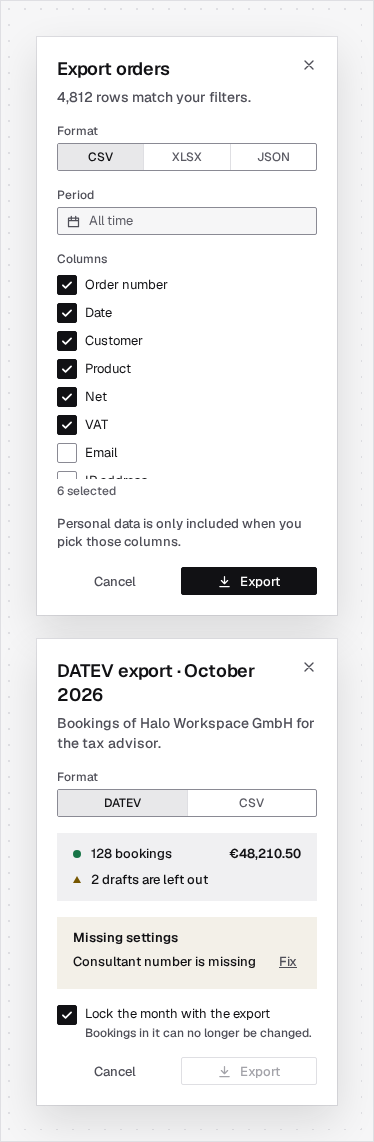 Export orders
4,812 rows match your filters.
Format
CSV XLSX JSON
Period
All time
Columns
Order number
Date
Customer
Product
Net
VAT
Email
IP address
6 selected
Personal data is only included when you
pick those columns.
Cancel Export
DATEV export · October
2026
Bookings of Halo Workspace GmbH for
the tax advisor.
Format
DATEV CSV
128 bookings €48,210.50
2 drafts are left out
Missing settings
Consultant number is missing Fix
Lock the month with the export
Bookings in it can no longer be changed.
Cancel Export